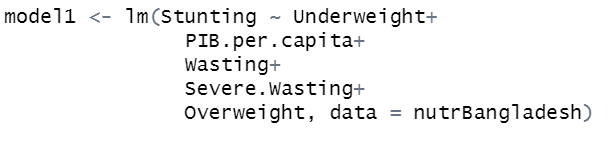 model1 <- lm(Stunting ~ Underweight+
PIB.per.capita+
Wasting+
Severe.Wasting+
Overweight, data = nutrBangladesh)